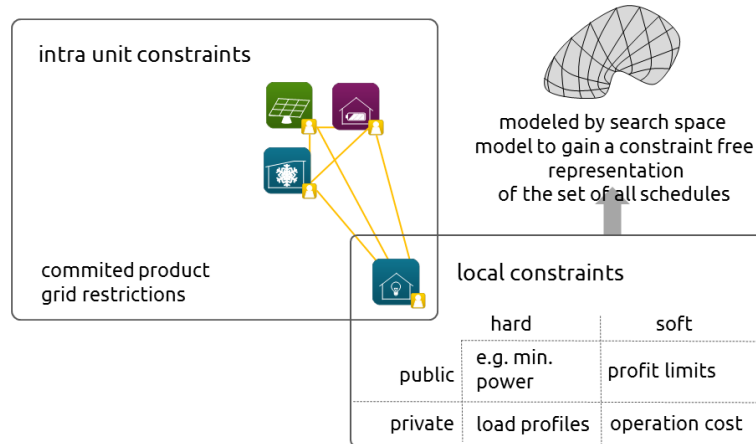 intra unit constraints
modeled by search space
model to gain a constraint free
representation
of the set of all schedules
commited product
grid restrictions
local constraints
hard soft
public e.g. min. power profit limits
private load profiles operation cost